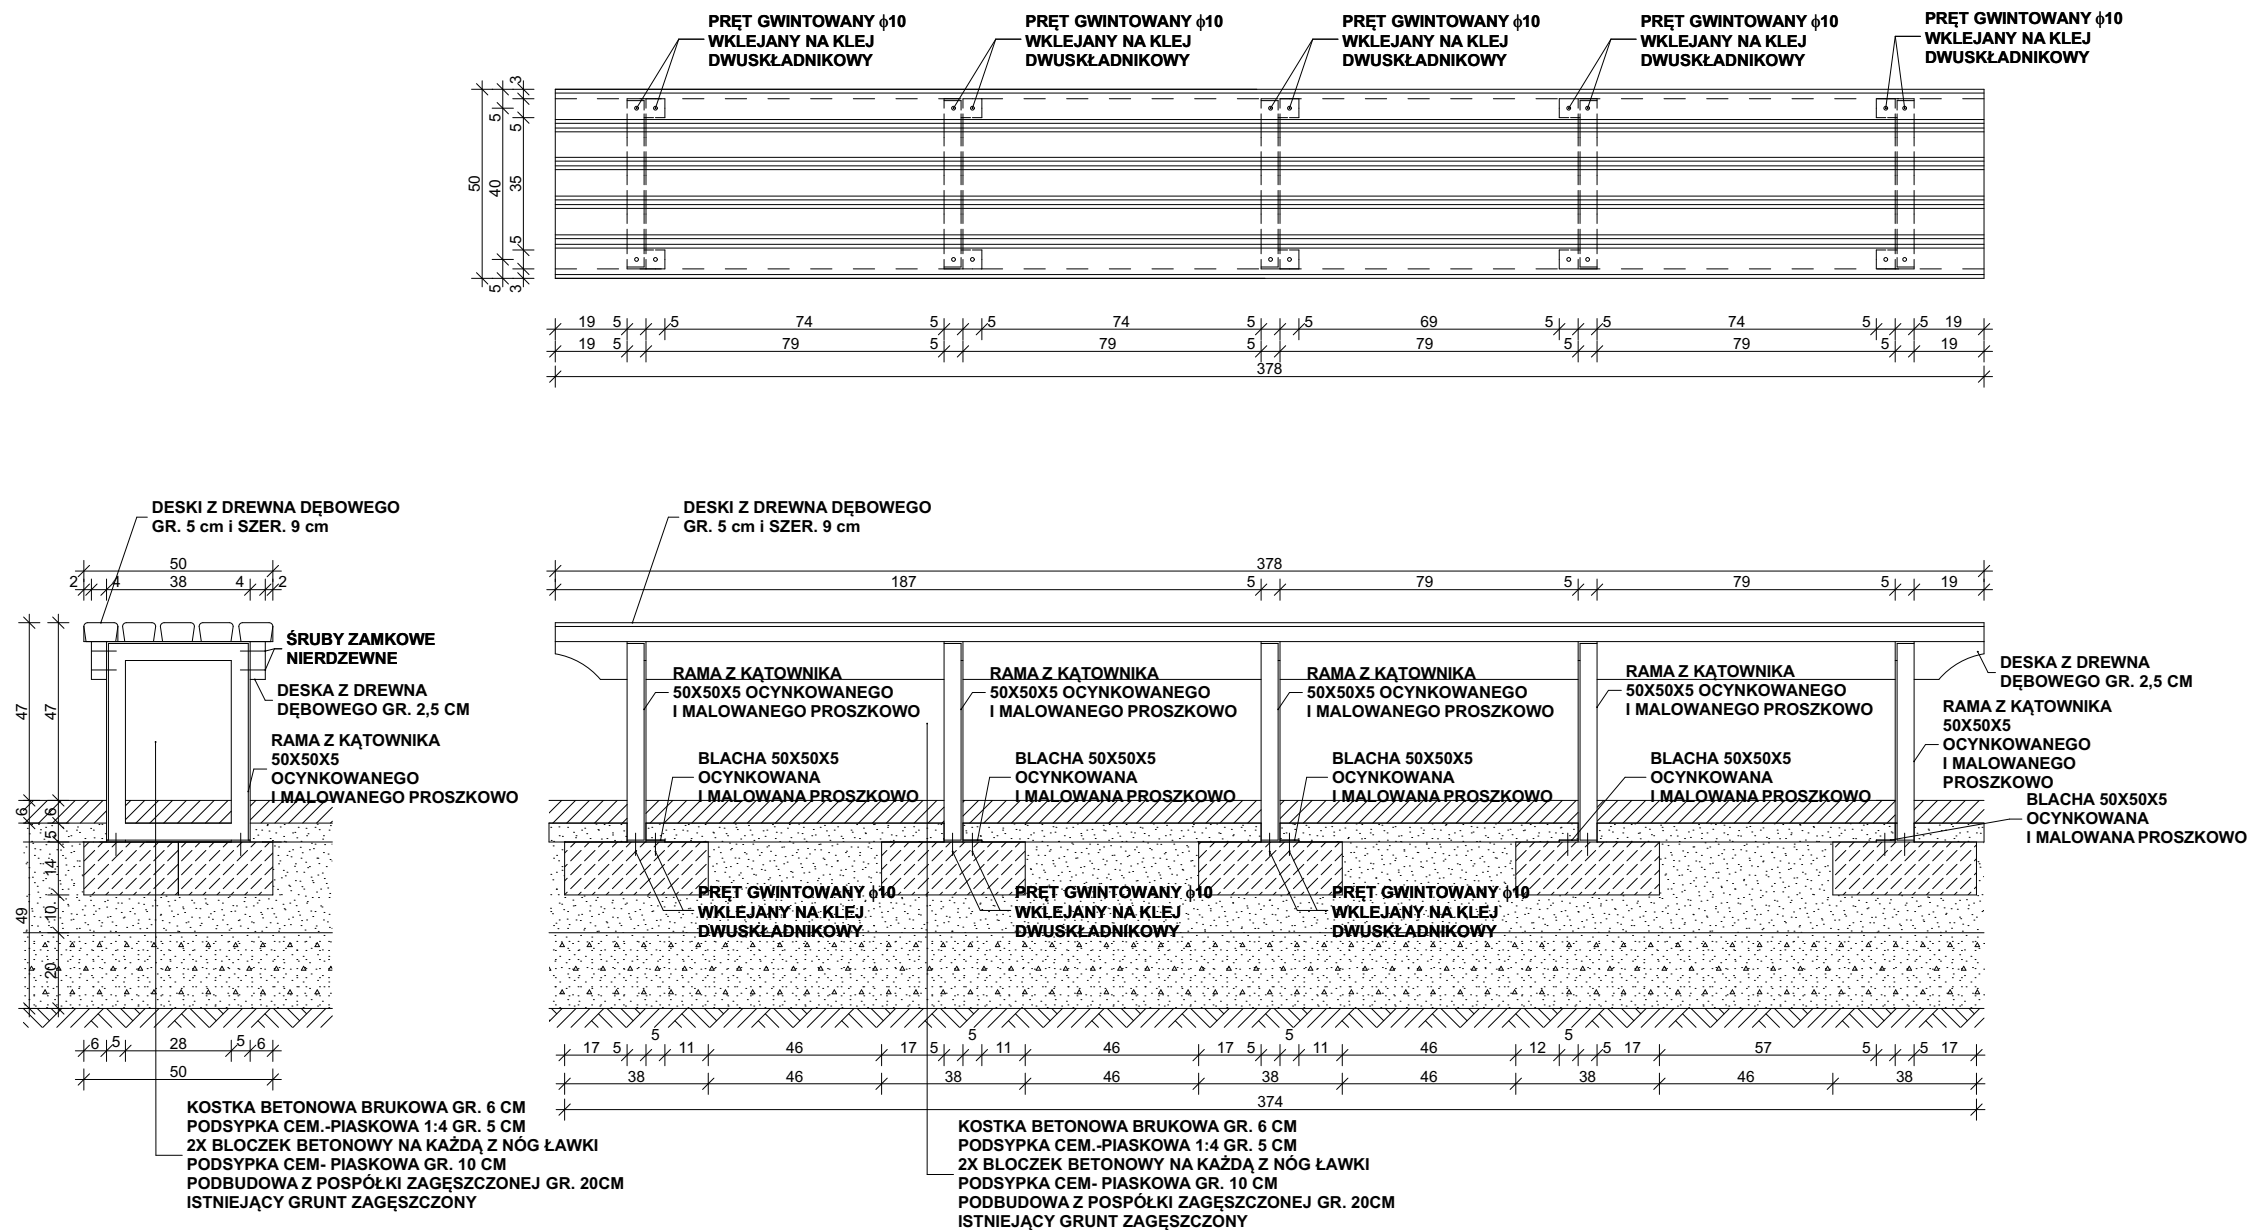 PRĘT GWINTOWANY ϕ10
WKLEJANY NA KLEJ
DWUSKŁADNIKOWY
PRĘT GWINTOWANY ϕ10
WKLEJANY NA KLEJ
DWUSKŁADNIKOWY
PRĘT GWINTOWANY ϕ10
WKLEJANY NA KLEJ
DWUSKŁADNIKOWY
PRĘT GWINTOWANY ϕ10
WKLEJANY NA KLEJ
DWUSKŁADNIKOWY
PRĘT GWINTOWANY ϕ10
WKLEJANY NA KLEJ
DWUSKŁADNIKOWY
50
5 40 5
3 5 35 5 3
19 5 5 74 5 5 74 5 5 69 5 5 74 5 5 19
19 5 79 5 79 5 79 5 79 5 19
378
DESKI Z DREWNA DĘBOWEGO
GR. 5 cm i SZER. 9 cm
50
2 4 38 4 2
ŚRUBY ZAMKOWE
NIERDZEWNE
DESKA Z DREWNA
DĘBOWEGO GR. 2,5 CM
RAMA Z KĄTOWNIKA
50X50X5
OCYNKOWANEGO
I MALOWANEGO PROSZKOWO
47 6 49
47 6 5 14 10 20
6 5 28 5 6
50
KOSTKA BETONOWA BRUKOWA GR. 6 CM
PODSYPKA CEM.-PIASKOWA 1:4 GR. 5 CM
2X BLOCZEK BETONOWY NA KAŻDĄ Z NÓG ŁAWKI
PODSYPKA CEM- PIASKOWA GR. 10 CM
PODBUDOWA Z POSPÓŁKI ZAGĘSZCZONEJ GR. 20CM
ISTNIEJĄCY GRUNT ZAGĘSZCZONY
DESKI Z DREWNA DĘBOWEGO
GR. 5 cm i SZER. 9 cm
378
187 5 79 5 79 5 19
RAMA Z KĄTOWNIKA
50X50X5 OCYNKOWANEGO
I MALOWANEGO PROSZKOWO
RAMA Z KĄTOWNIKA
50X50X5 OCYNKOWANEGO
I MALOWANEGO PROSZKOWO
RAMA Z KĄTOWNIKA
50X50X5 OCYNKOWANEGO
I MALOWANEGO PROSZKOWO
RAMA Z KĄTOWNIKA
50X50X5 OCYNKOWANEGO
I MALOWANEGO PROSZKOWO
DESKA Z DREWNA
DĘBOWEGO GR. 2,5 CM
RAMA Z KĄTOWNIKA
50X50X5
OCYNKOWANEGO
I MALOWANEGO
PROSZKOWO
BLACHA 50X50X5
OCYNKOWANA
I MALOWANA PROSZKOWO
BLACHA 50X50X5
OCYNKOWANA
I MALOWANA PROSZKOWO
BLACHA 50X50X5
OCYNKOWANA
I MALOWANA PROSZKOWO
BLACHA 50X50X5
OCYNKOWANA
I MALOWANA PROSZKOWO
BLACHA 50X50X5
OCYNKOWANA
I MALOWANA PROSZKOWO
PRĘT GWINTOWANY ϕ10
WKLEJANY NA KLEJ
DWUSKŁADNIKOWY
PRĘT GWINTOWANY ϕ10
WKLEJANY NA KLEJ
DWUSKŁADNIKOWY
PRĘT GWINTOWANY ϕ10
WKLEJANY NA KLEJ
DWUSKŁADNIKOWY
17 5 5 11 46 17 5 5 11 46 17 5 5 11 46 12 5 5 17 57 5 5 17
38 46 38 46 38 46 38 46 38
374
KOSTKA BETONOWA BRUKOWA GR. 6 CM
PODSYPKA CEM.-PIASKOWA 1:4 GR. 5 CM
2X BLOCZEK BETONOWY NA KAŻDĄ Z NÓG ŁAWKI
PODSYPKA CEM- PIASKOWA GR. 10 CM
PODBUDOWA Z POSPÓŁKI ZAGĘSZCZONEJ GR. 20CM
ISTNIEJĄCY GRUNT ZAGĘSZCZONY